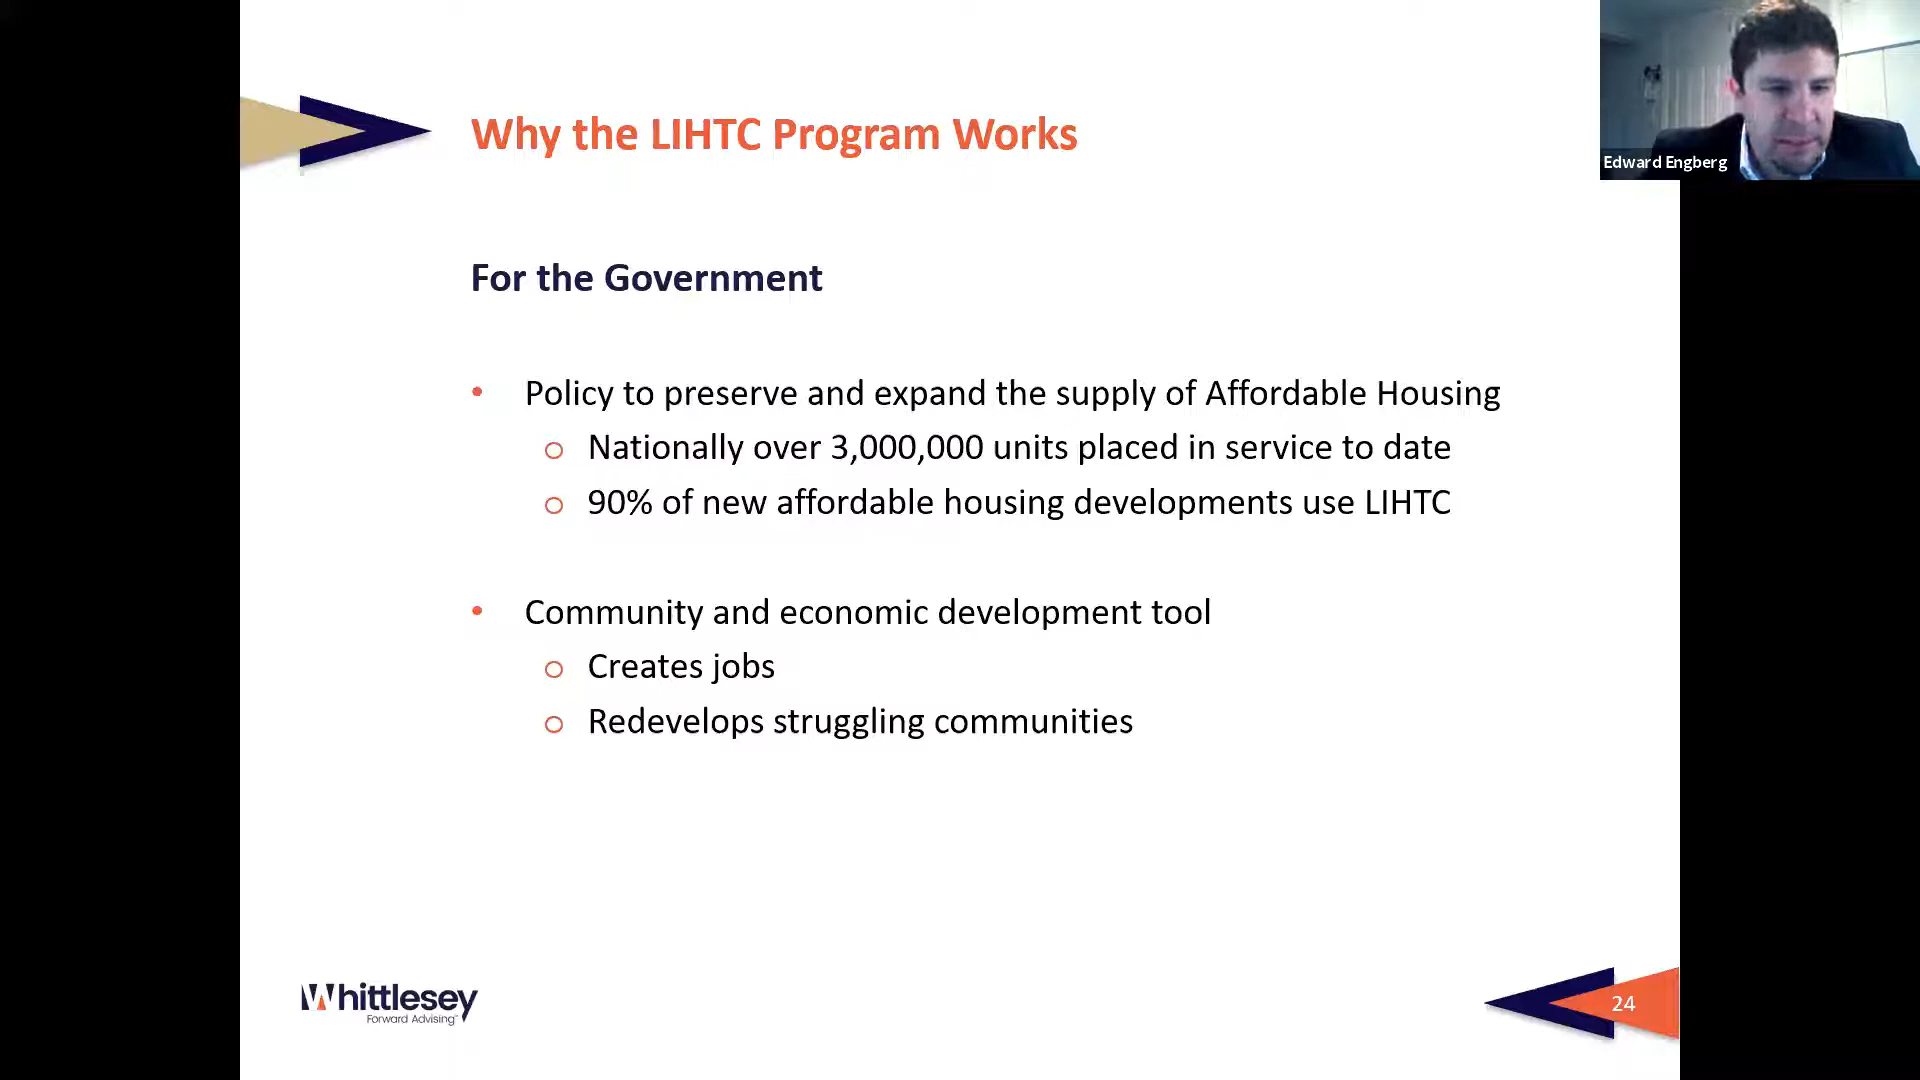 Why the LIHTC Program Works
Edward Engberg
For the Government
• Policy to preserve and expand the supply of Affordable Housing
o Nationally over 3,000,000 units placed in service to date
o 90% of new affordable housing developments use LIHTC
• Community and economic development tool
o Creates jobs
o Redevelops struggling communities
Whittlesey
Forward Advising™
24